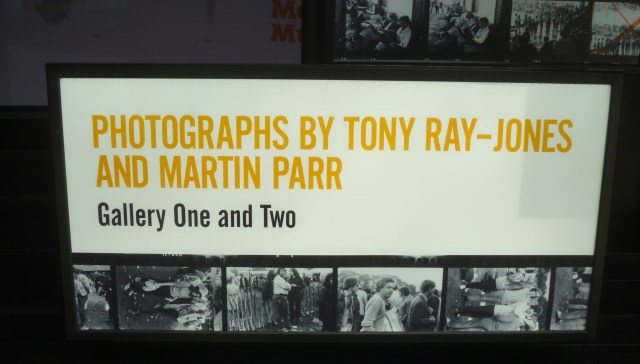 PHOTOGRAPHS BY TONY RAY-JONES
AND MARTIN PARR
Gallery One and Two